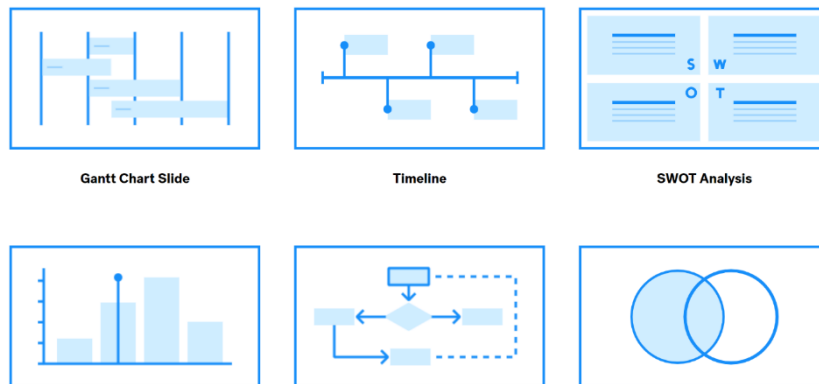 S W
O T
Gantt Chart Slide
Timeline
SWOT Analysis